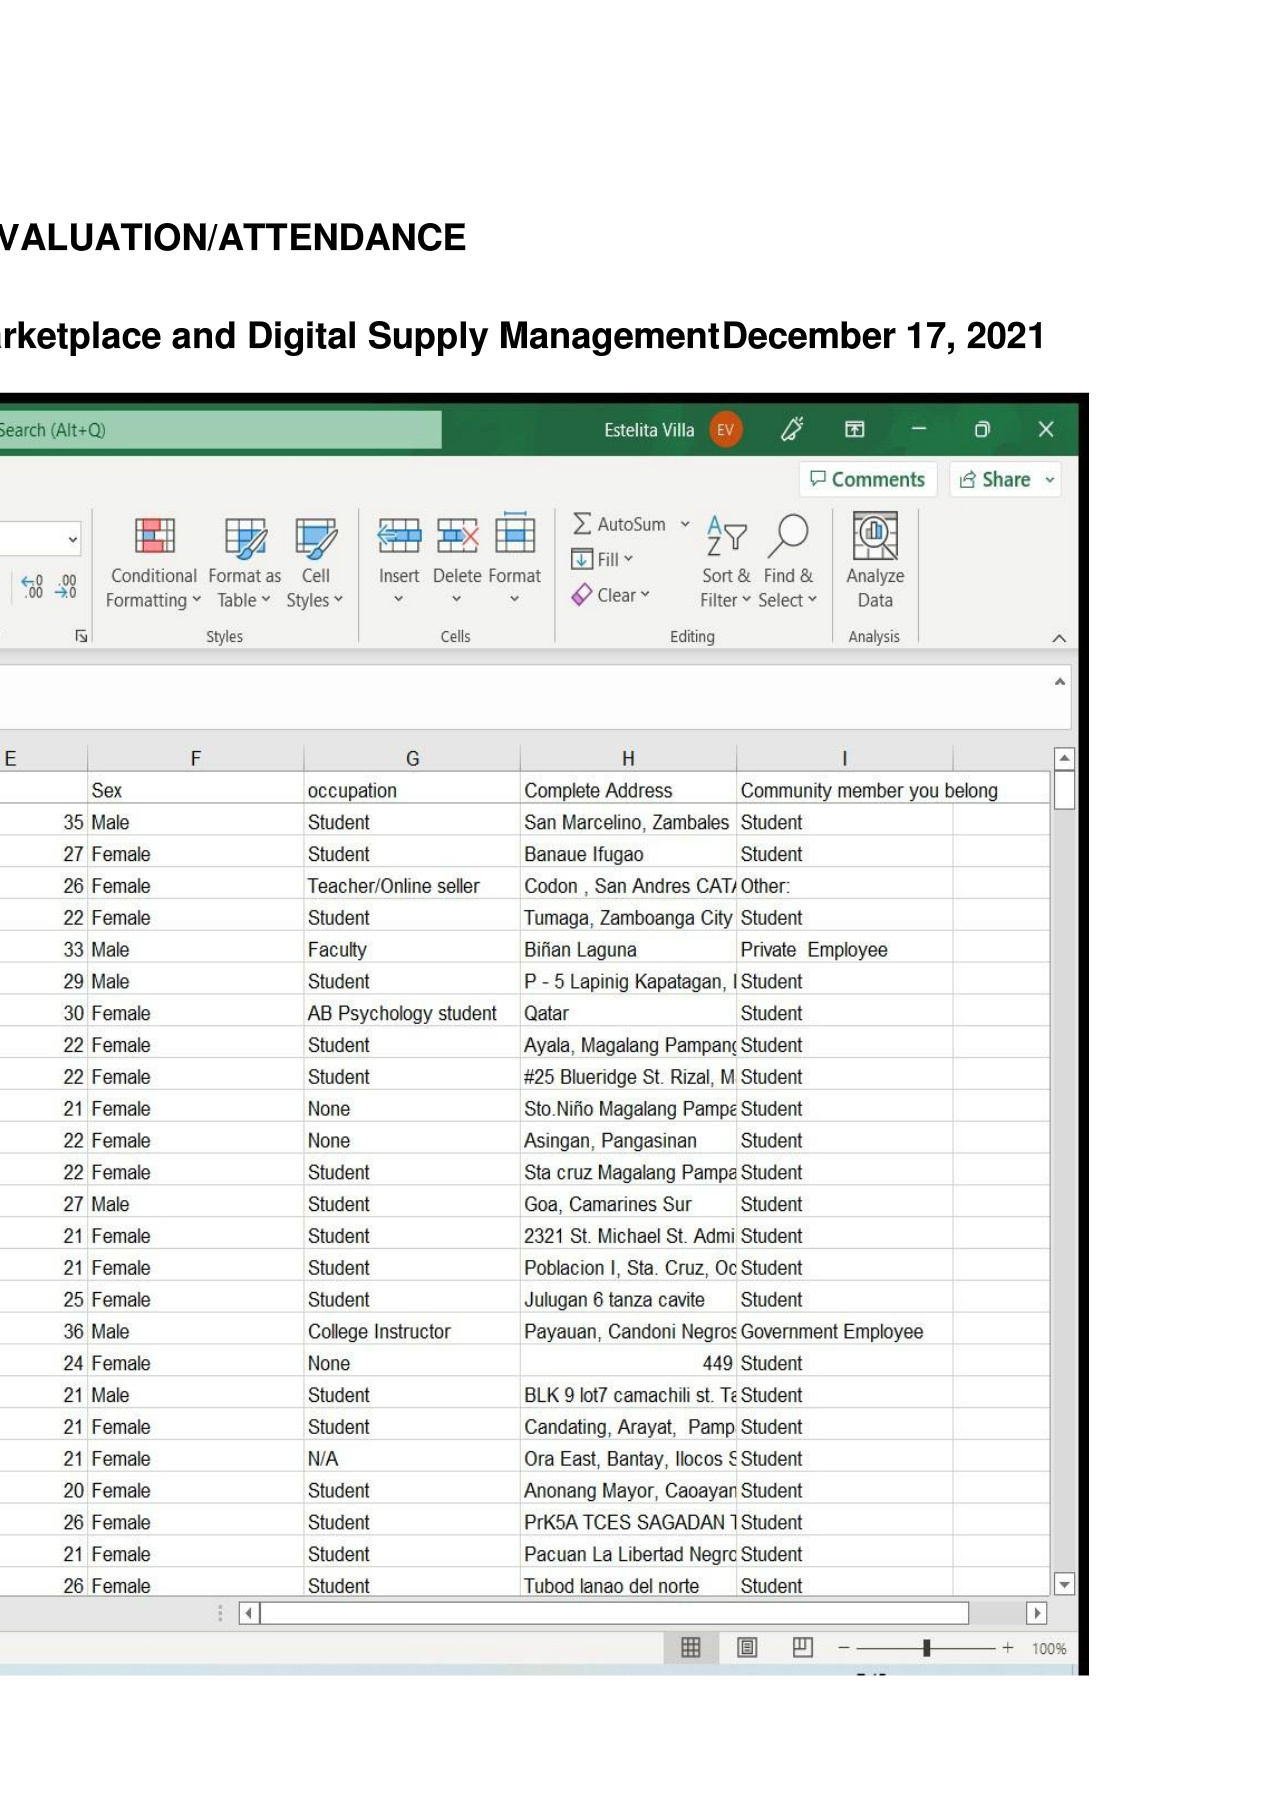 VALUATION/ATTENDANCE
rketplace and Digital Supply ManagementDecember 17, 2021
Search (Alt+Q) Estelita Villa EV
Comments Share
AutoSum
Fill
Clear
Conditional Formatting Format as Table Cell Styles Insert Delete Format Sort & Filter Find & Select Analyze Data
Styles Cells Editing Analysis
E F G H I
Sex occupation Complete Address Community member you belong
35 Male Student San Marcelino, Zambales Student
27 Female Student Banaue Ifugao Student
26 Female Teacher/Online seller Codon , San Andres CATA Other:
22 Female Student Tumaga, Zamboanga City Student
33 Male Faculty Biñan Laguna Private Employee
29 Male Student P - 5 Lapinig Kapatagan, Student
30 Female AB Psychology student Qatar Student
22 Female Student Ayala, Magalang Pampang Student
22 Female Student #25 Blueridge St. Rizal, M Student
21 Female None Sto.Niño Magalang Pampa Student
22 Female None Asingan, Pangasinan Student
22 Female Student Sta cruz Magalang Pampa Student
27 Male Student Goa, Camarines Sur Student
21 Female Student 2321 St. Michael St. Admi Student
21 Female Student Poblacion I, Sta. Cruz, Oc Student
25 Female Student Julugan 6 tanza cavite Student
36 Male College Instructor Payauan, Candoni Negros Government Employee
24 Female None 449 Student
21 Male Student BLK 9 lot7 camachili st. Ta Student
21 Female Student Candating, Arayat, Pamp Student
21 Female N/A Ora East, Bantay, Ilocos S Student
20 Female Student Anonang Mayor, Caoayan Student
26 Female Student PrK5A TCES SAGADAN T Student
21 Female Student Pacuan La Libertad Negro Student
26 Female Student Tubod lanao del norte Student
100%